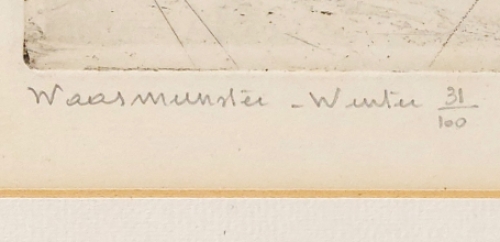 Waasmunster - Winter 31/100